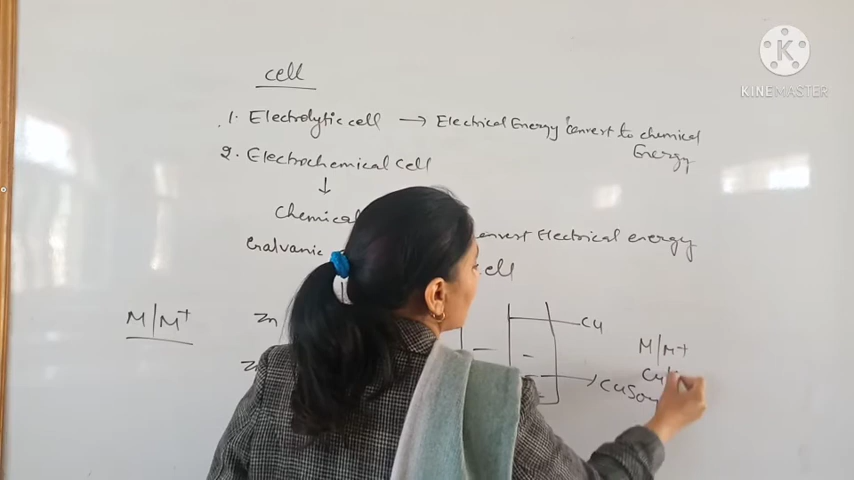 KINEMASTER
cell
1. Electrolytic cell → Electrical Energy convert to chemical
Energy
2. Electrochemical cell
↓
Chemical
Electrical energy
Galvanic
cell
M|M+
Zn
Cu
M|M+
CuSO4